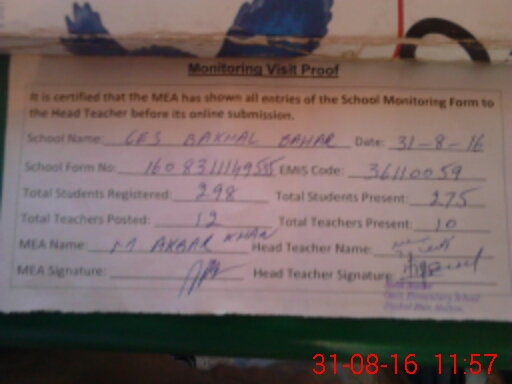 Monitoring Visit Proof
It is certified that the MEA has shown all entries of the School Monitoring Form to
the Head Teacher before its online submission.
School Name: GES BAKHAL BAHAR Date: 31-8-16
School Form No: 160831114955 EMIS Code: 36110059
Total Students Registered: 298 Total Students Present: 275
Total Teachers Posted: 12 Total Teachers Present: 10
MEA Name: M AKBAR KHAN Head Teacher Name:
MEA Signature: Head Teacher Signature:
Elementary School
31-08-16 11:57